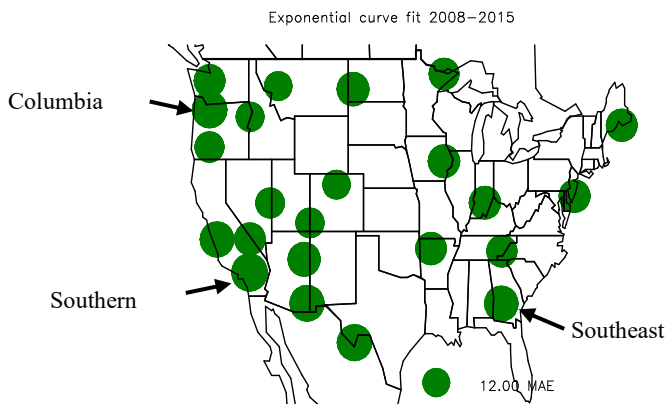 Exponential curve fit 2008-2015
Columbia
Southern
Southeast
12.00 MAE